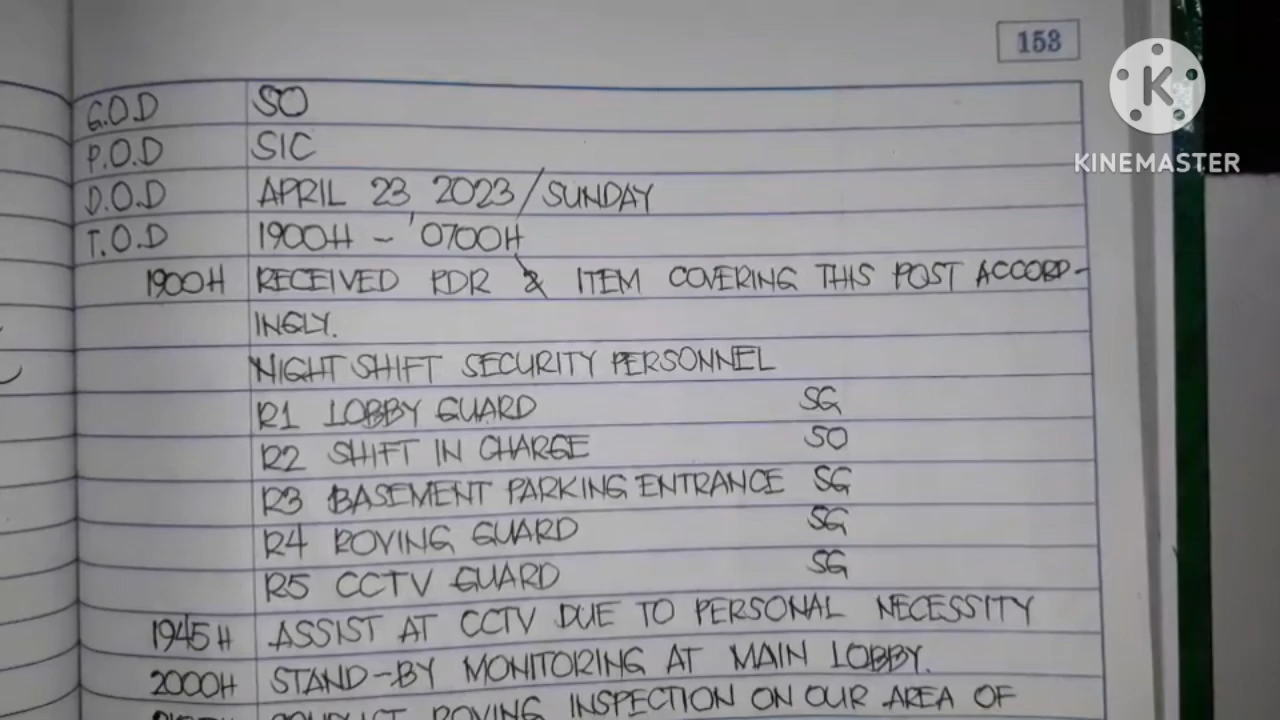 153
G.O.D SO
P.O.D SIC
D.O.D APRIL 23, 2023/SUNDAY
T.O.D 1900H - 0700H
1900H RECEIVED PDR & ITEM COVERING THIS POST ACCORD-
INGLY.
NIGHT SHIFT SECURITY PERSONNEL
R1 LOBBY GUARD SG
R2 SHIFT IN CHARGE SO
R3 BASEMENT PARKING ENTRANCE SG
R4 ROVING GUARD SG
R5 CCTV GUARD SG
1945H ASSIST AT CCTV DUE TO PERSONAL NECESSITY
2000H STAND-BY MONITORING AT MAIN LOBBY.
CONDUCT ROVING INSPECTION ON OUR AREA OF
K
KINEMASTER